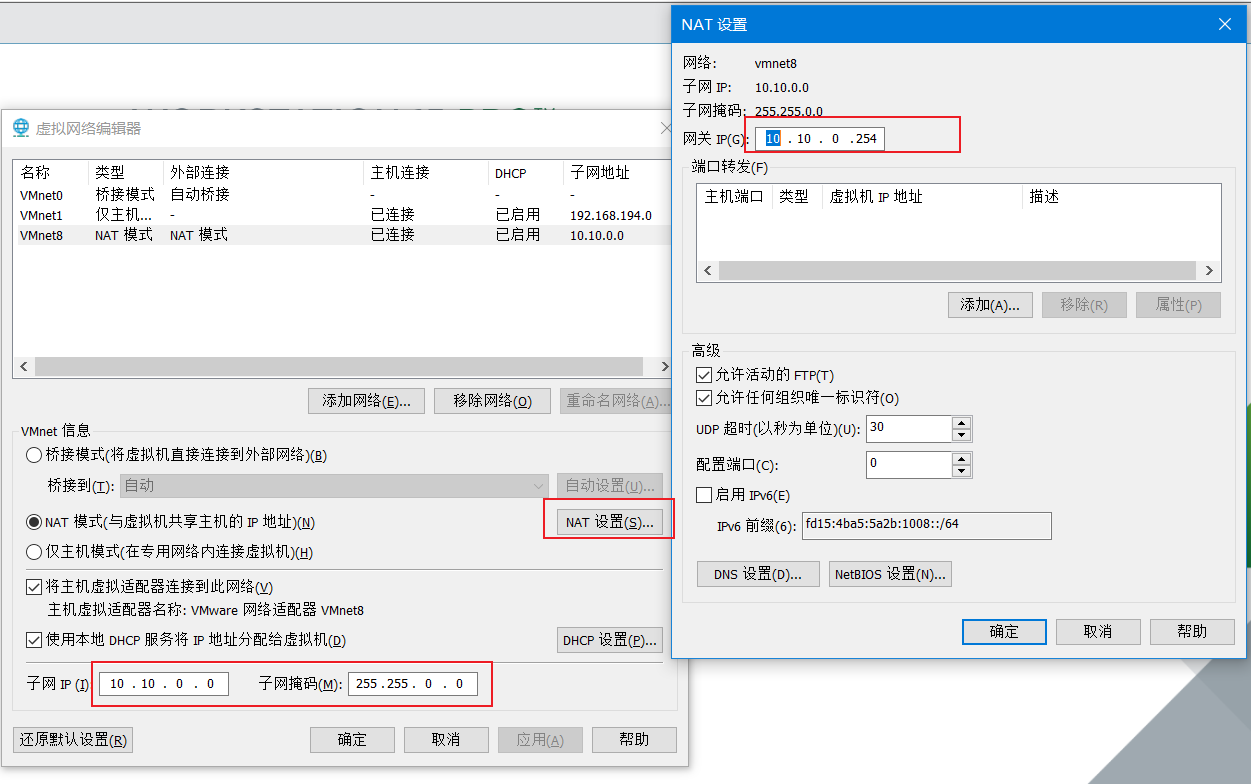 虚拟网络编辑器
名称 类型 外部连接 主机连接 DHCP 子网地址
VMnet0 桥接模式 自动桥接 - - -
VMnet1 仅主机... - 已连接 已启用 192.168.194.0
VMnet8 NAT 模式 NAT 模式 已连接 已启用 10.10.0.0
添加网络(E)... 移除网络(O) 重命名网络(A)...
VMnet 信息
桥接模式(将虚拟机直接连接到外部网络)(B)
桥接到(T): 自动 自动设置(U)...
NAT 模式(与虚拟机共享主机的 IP 地址)(N) NAT 设置(S)...
仅主机模式(在专用网络内连接虚拟机)(H)
将主机虚拟适配器连接到此网络(V)
主机虚拟适配器名称: VMware 网络适配器 VMnet8
使用本地 DHCP 服务将 IP 地址分配给虚拟机(D) DHCP 设置(P)...
子网 IP (I): 10 . 10 . 0 . 0 子网掩码(M): 255 . 255 . 0 . 0
还原默认设置(R) 确定 取消 应用(A) 帮助
NAT 设置
网络: vmnet8
子网 IP: 10.10.0.0
子网掩码: 255.255.0.0
网关 IP(G): 10 . 10 . 0 . 254
端口转发(F)
主机端口 类型 虚拟机 IP 地址 描述
添加(A)... 移除(R) 属性(P)
高级
允许活动的 FTP(T)
允许任何组织唯一标识符(O)
UDP 超时(以秒为单位)(U): 30
配置端口(C): 0
启用 IPv6(E)
IPv6 前缀(6): fd15:4ba5:5a2b:1008::/64
DNS 设置(D)... NetBIOS 设置(N)...
确定 取消 帮助